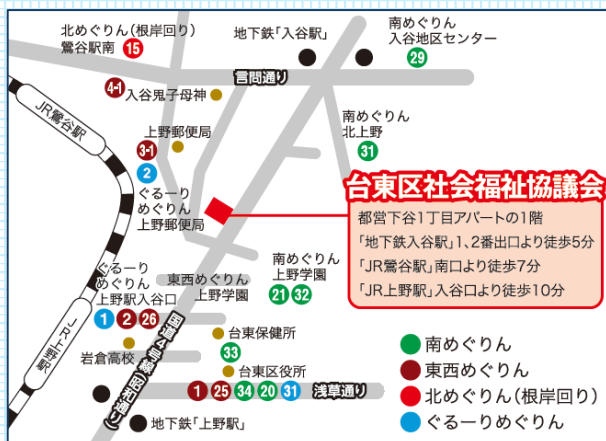 北めぐりん(根岸回り)
鶯谷駅南 15
地下鉄「入谷駅」
南めぐりん
入谷地区センター
29
言問通り
4-1 入谷鬼子母神
JR鶯谷駅
上野郵便局
3-1
2
ぐるーり
めぐりん
上野郵便局
南めぐりん
北上野
31
台東区社会福祉協議会
都営下谷1丁目アパートの1階
「地下鉄入谷駅」1、2番出口より徒歩5分
「JR鶯谷駅」南口より徒歩7分
「JR上野駅」入谷口より徒歩10分
ぐるーり
めぐりん
上野駅入谷口
1 2 26
東西めぐりん
上野学園
南めぐりん
上野学園
21 32
JR上野駅
岩倉高校
国道4号線(昭和通り)
台東保健所
33
台東区役所
1 25 34 20 31
浅草通り
地下鉄「上野駅」
南めぐりん
東西めぐりん
北めぐりん(根岸回り)
ぐるーりめぐりん